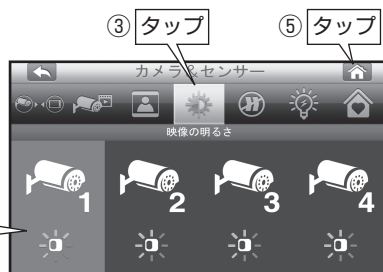 ③ タップ
⑤ タップ
カメラ&センサー
映像の明るさ
1 2 3 4